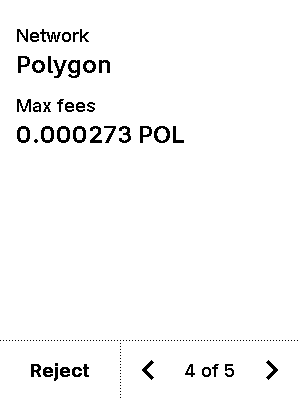 Network
Polygon
Max fees
0.000273 POL
Reject
4 of 5